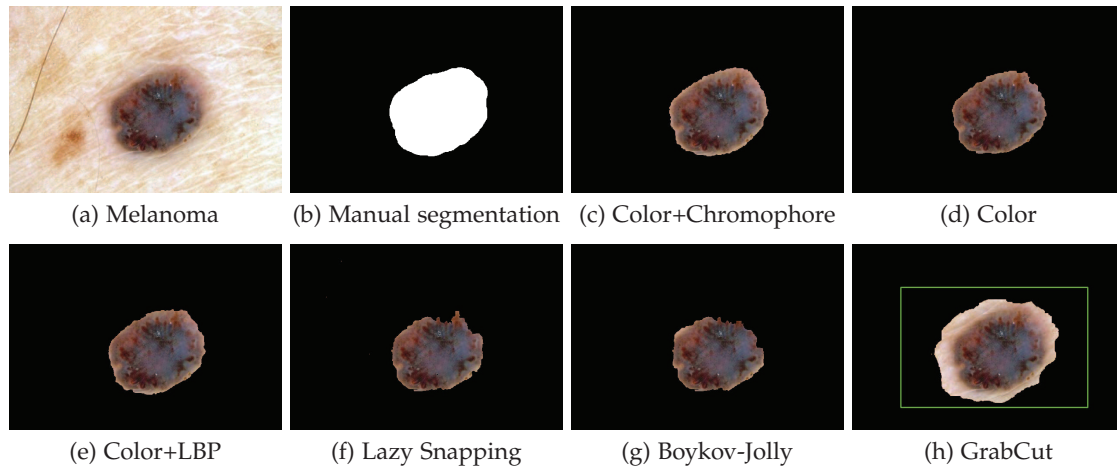 (a) Melanoma
(b) Manual segmentation
(c) Color+Chromophore
(d) Color
(e) Color+LBP
(f) Lazy Snapping
(g) Boykov-Jolly
(h) GrabCut